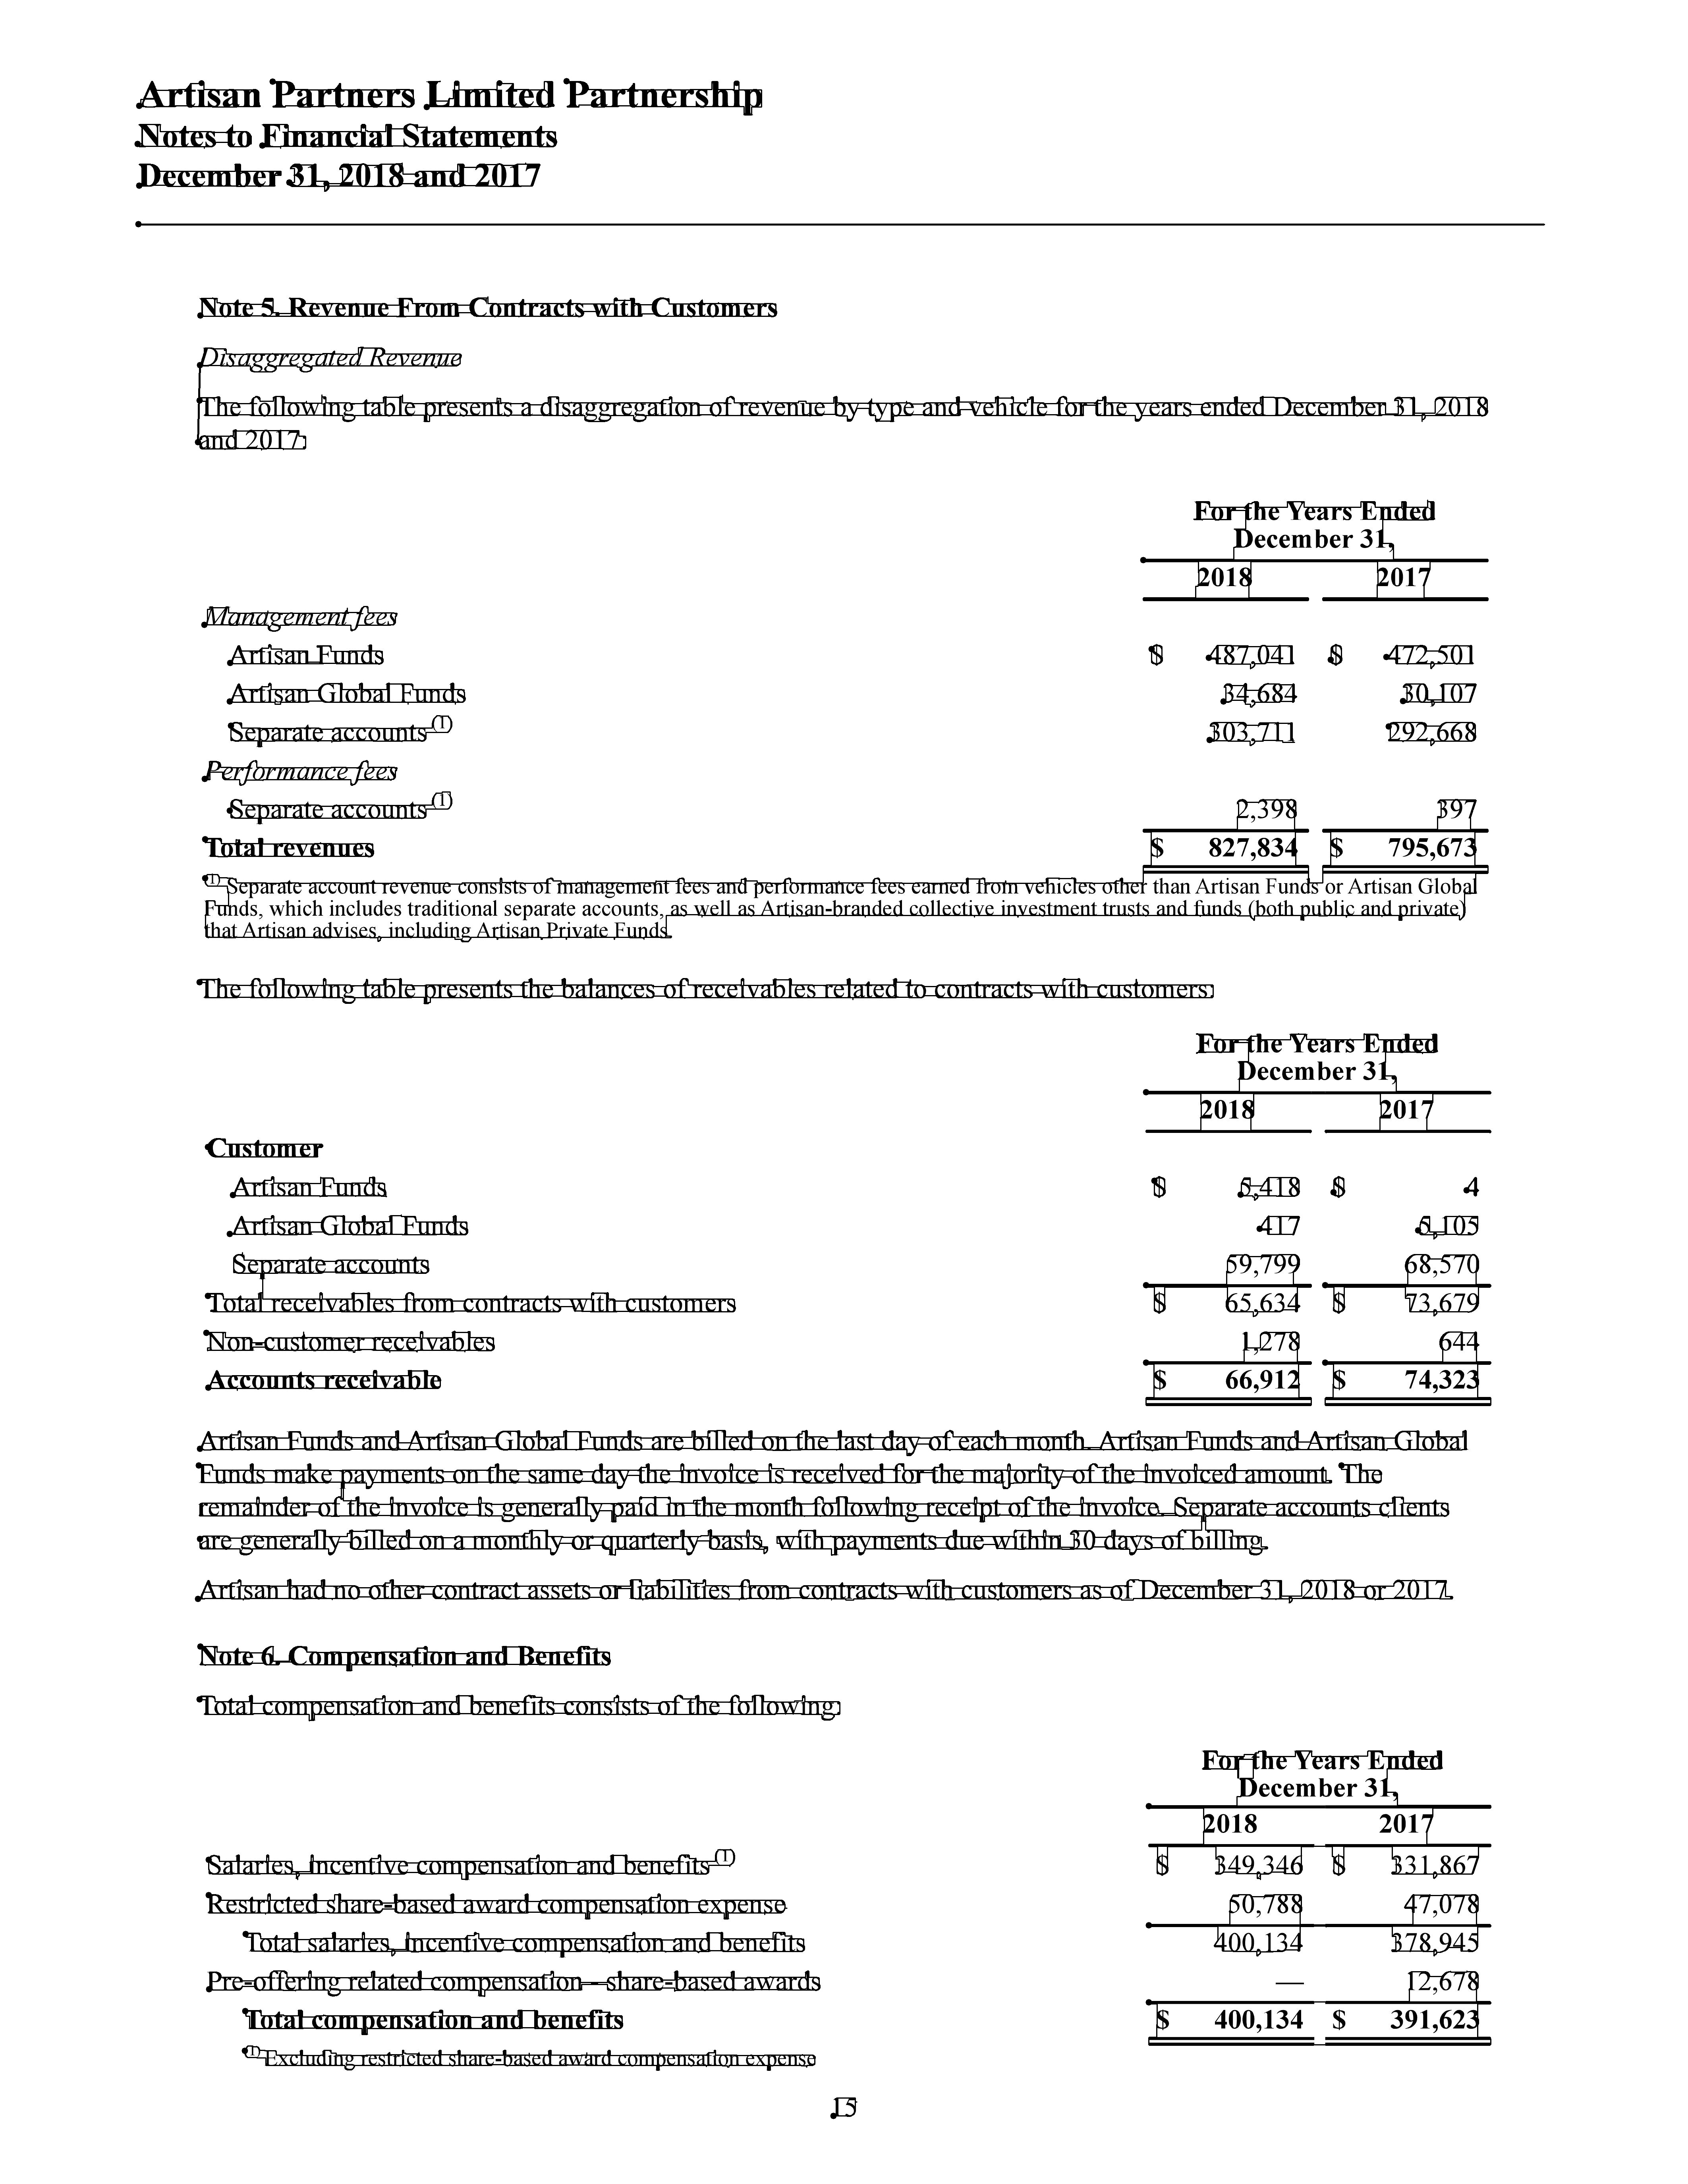 Artisan Partners Limited Partnership
Notes to Financial Statements
December 31, 2018 and 2017
Note 5. Revenue From Contracts with Customers
Disaggregated Revenue
The following table presents a disaggregation of revenue by type and vehicle for the years ended December 31, 2018
and 2017:
For the Years Ended
December 31,
2018 2017
Management fees
Artisan Funds $ 487,041 $ 472,501
Artisan Global Funds 34,684 30,107
Separate accounts (1) 303,711 292,668
Performance fees
Separate accounts (1) 2,398 397
Total revenues $ 827,834 $ 795,673
(1) Separate account revenue consists of management fees and performance fees earned from vehicles other than Artisan Funds or Artisan Global
Funds, which includes traditional separate accounts, as well as Artisan-branded collective investment trusts and funds (both public and private)
that Artisan advises, including Artisan Private Funds.
The following table presents the balances of receivables related to contracts with customers:
For the Years Ended
December 31,
2018 2017
Customer
Artisan Funds $ 5,418 $ 4
Artisan Global Funds 417 5,105
Separate accounts 59,799 68,570
Total receivables from contracts with customers $ 65,634 $ 73,679
Non-customer receivables 1,278 644
Accounts receivable $ 66,912 $ 74,323
Artisan Funds and Artisan Global Funds are billed on the last day of each month. Artisan Funds and Artisan Global
Funds make payments on the same day the invoice is received for the majority of the invoiced amount. The
remainder of the invoice is generally paid in the month following receipt of the invoice. Separate accounts clients
are generally billed on a monthly or quarterly basis, with payments due within 30 days of billing.
Artisan had no other contract assets or liabilities from contracts with customers as of December 31, 2018 or 2017.
Note 6. Compensation and Benefits
Total compensation and benefits consists of the following:
For the Years Ended
December 31,
2018 2017
Salaries, incentive compensation and benefits (1) $ 349,346 $ 331,867
Restricted share-based award compensation expense 50,788 47,078
Total salaries, incentive compensation and benefits 400,134 378,945
Pre-offering related compensation - share-based awards — 12,678
Total compensation and benefits $ 400,134 $ 391,623
(1) Excluding restricted share-based award compensation expense
15